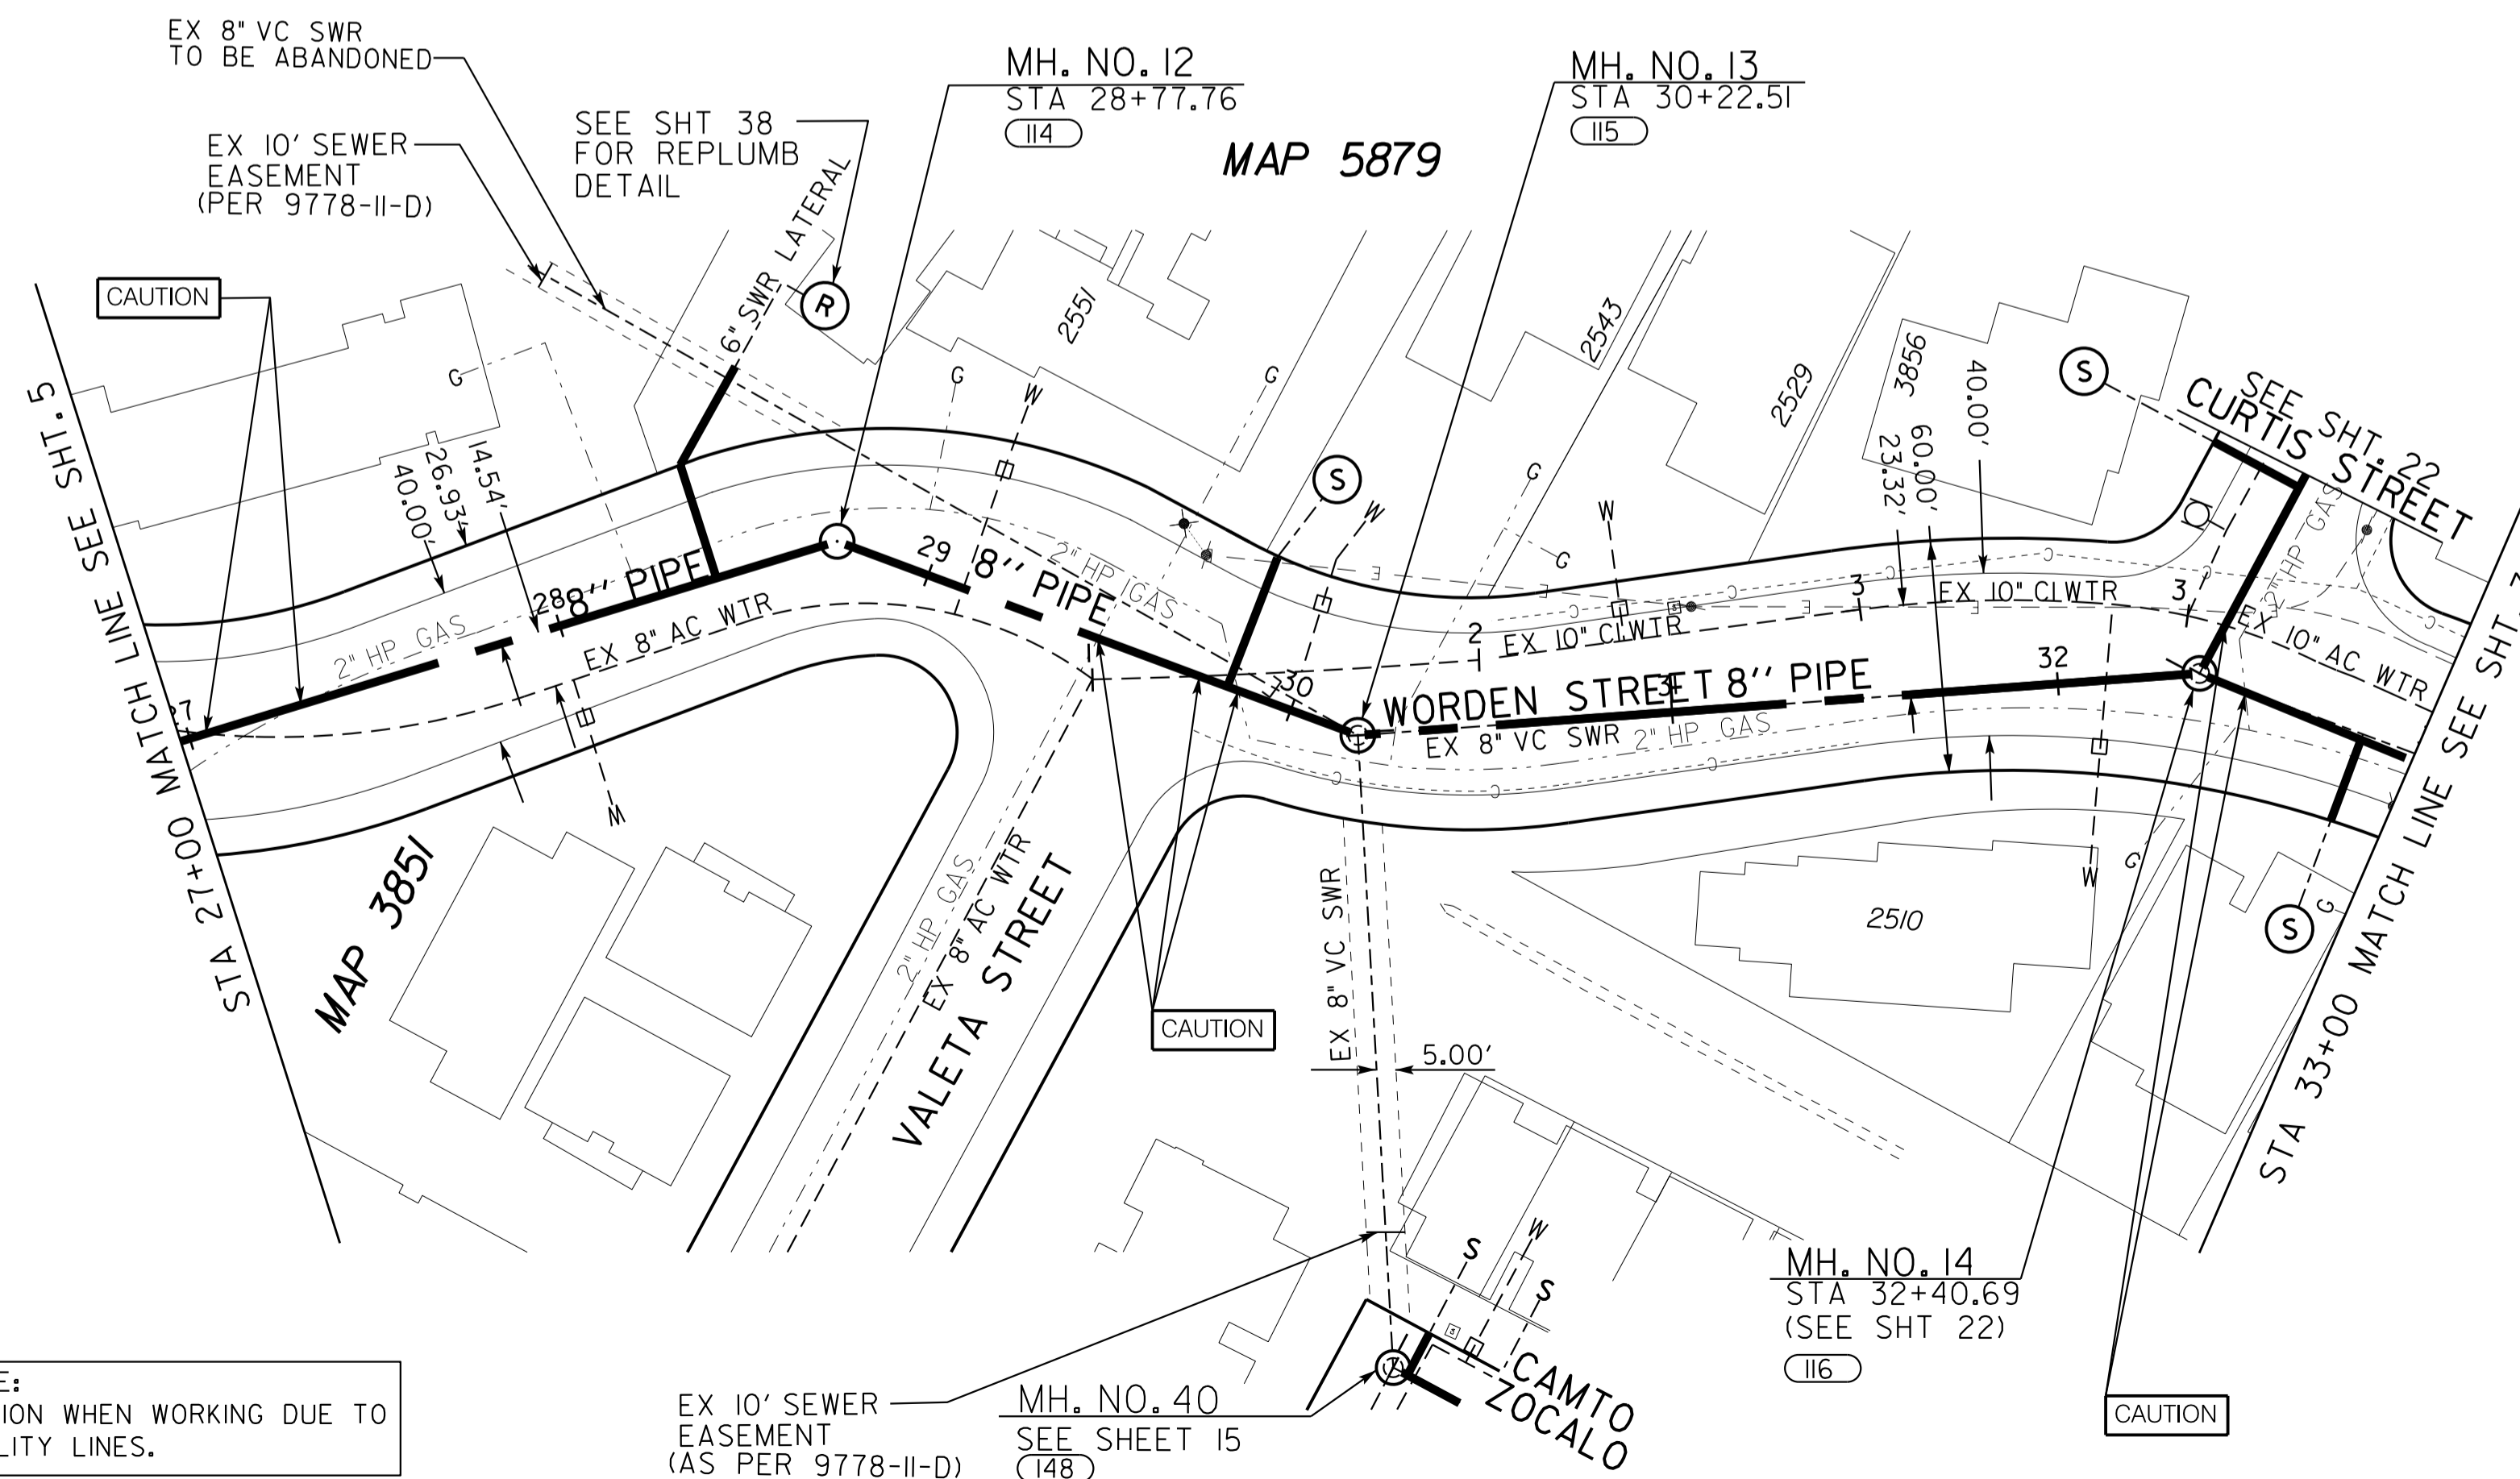 EX 8" VC SWR
TO BE ABANDONED
EX 10' SEWER
EASEMENT
(PER 9778-11-D)
SEE SHT 38
FOR REPLUMB
DETAIL
6" SWR LATERAL
R
MH. NO. 12
STA 28+77.76
114
MAP 5879
MH. NO. 13
STA 30+22.51
115
CAUTION
SEE SHT. 5
STA 27+00 MATCH LINE SEE SHT. 5
G
40.00'
26.93'
14.54'
2551
G
W
G
S
W
2543
2529
3856
G
G
W
23.32'
60.00'
40.00'
S
SEE SHT. 22
CURTIS STREET
2" HP GAS
28
8'' PIPE
29
8'' PIPE
2" HP GAS
2" HP GAS
EX 8" AC WTR
30
2
EX 10" CI WTR
3
EX 10" CI WTR
3
EX 10" AC WTR
WORDEN STREET
31
8'' PIPE
32
EX 8" VC SWR
2" HP GAS
W
MAP 3851
2" HP GAS
EX 8" AC WTR
VALETA STREET
CAUTION
EX 8" VC SWR
5.00'
2510
W
G
G
S
STA 33+00 MATCH LINE SEE SHT
MH. NO. 14
STA 32+40.69
(SEE SHT 22)
116
CAUTION
S
W
S
CAMTO
ZOCALO
EX 10' SEWER
EASEMENT
(AS PER 9778-11-D)
MH. NO. 40
SEE SHEET 15
148
E:
ION WHEN WORKING DUE TO
LITY LINES.